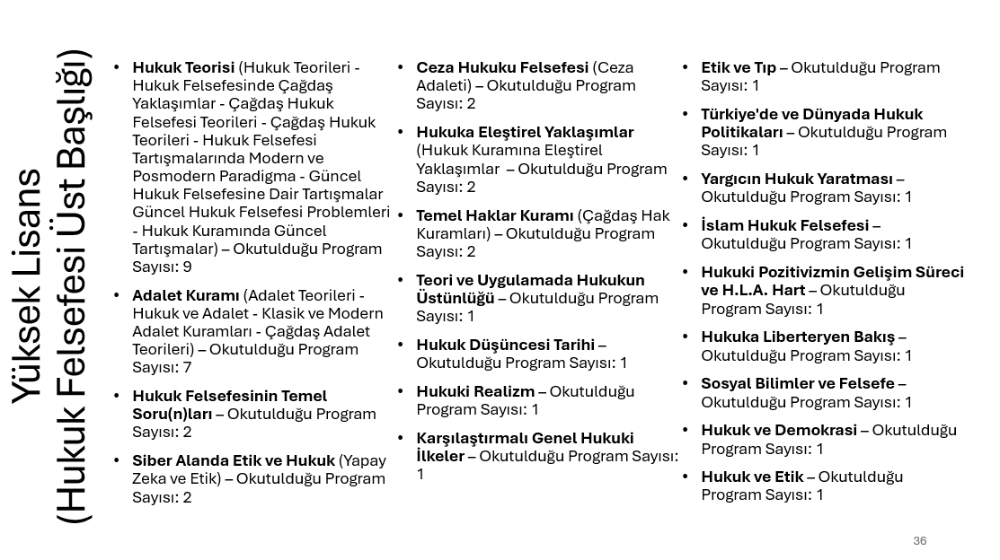 Yüksek Lisans
(Hukuk Felsefesi Üst Başlığı)
• Hukuk Teorisi (Hukuk Teorileri -
Hukuk Felsefesinde Çağdaş
Yaklaşımlar - Çağdaş Hukuk
Felsefesi Teorileri - Çağdaş Hukuk
Teorileri - Hukuk Felsefesi
Tartışmalarında Modern ve
Posmodern Paradigma - Güncel
Hukuk Felsefesine Dair Tartışmalar
Güncel Hukuk Felsefesi Problemleri
- Hukuk Kuramında Güncel
Tartışmalar) – Okutulduğu Program
Sayısı: 9
• Adalet Kuramı (Adalet Teorileri -
Hukuk ve Adalet - Klasik ve Modern
Adalet Kuramları - Çağdaş Adalet
Teorileri) – Okutulduğu Program
Sayısı: 7
• Hukuk Felsefesinin Temel
Soru(n)ları – Okutulduğu Program
Sayısı: 2
• Siber Alanda Etik ve Hukuk (Yapay
Zeka ve Etik) – Okutulduğu Program
Sayısı: 2
• Ceza Hukuku Felsefesi (Ceza
Adaleti) – Okutulduğu Program
Sayısı: 2
• Hukuka Eleştirel Yaklaşımlar
(Hukuk Kuramına Eleştirel
Yaklaşımlar – Okutulduğu Program
Sayısı: 2
• Temel Haklar Kuramı (Çağdaş Hak
Kuramları) – Okutulduğu Program
Sayısı: 2
• Teori ve Uygulamada Hukukun
Üstünlüğü – Okutulduğu Program
Sayısı: 1
• Hukuk Düşüncesi Tarihi –
Okutulduğu Program Sayısı: 1
• Hukuki Realizm – Okutulduğu
Program Sayısı: 1
• Karşılaştırmalı Genel Hukuki
İlkeler – Okutulduğu Program Sayısı:
1
• Etik ve Tıp – Okutulduğu Program
Sayısı: 1
• Türkiye'de ve Dünyada Hukuk
Politikaları – Okutulduğu Program
Sayısı: 1
• Yargıcın Hukuk Yaratması –
Okutulduğu Program Sayısı: 1
• İslam Hukuk Felsefesi –
Okutulduğu Program Sayısı: 1
• Hukuki Pozitivizmin Gelişim Süreci
ve H.L.A. Hart – Okutulduğu
Program Sayısı: 1
• Hukuka Liberteryen Bakış –
Okutulduğu Program Sayısı: 1
• Sosyal Bilimler ve Felsefe –
Okutulduğu Program Sayısı: 1
• Hukuk ve Demokrasi – Okutulduğu
Program Sayısı: 1
• Hukuk ve Etik – Okutulduğu
Program Sayısı: 1
36